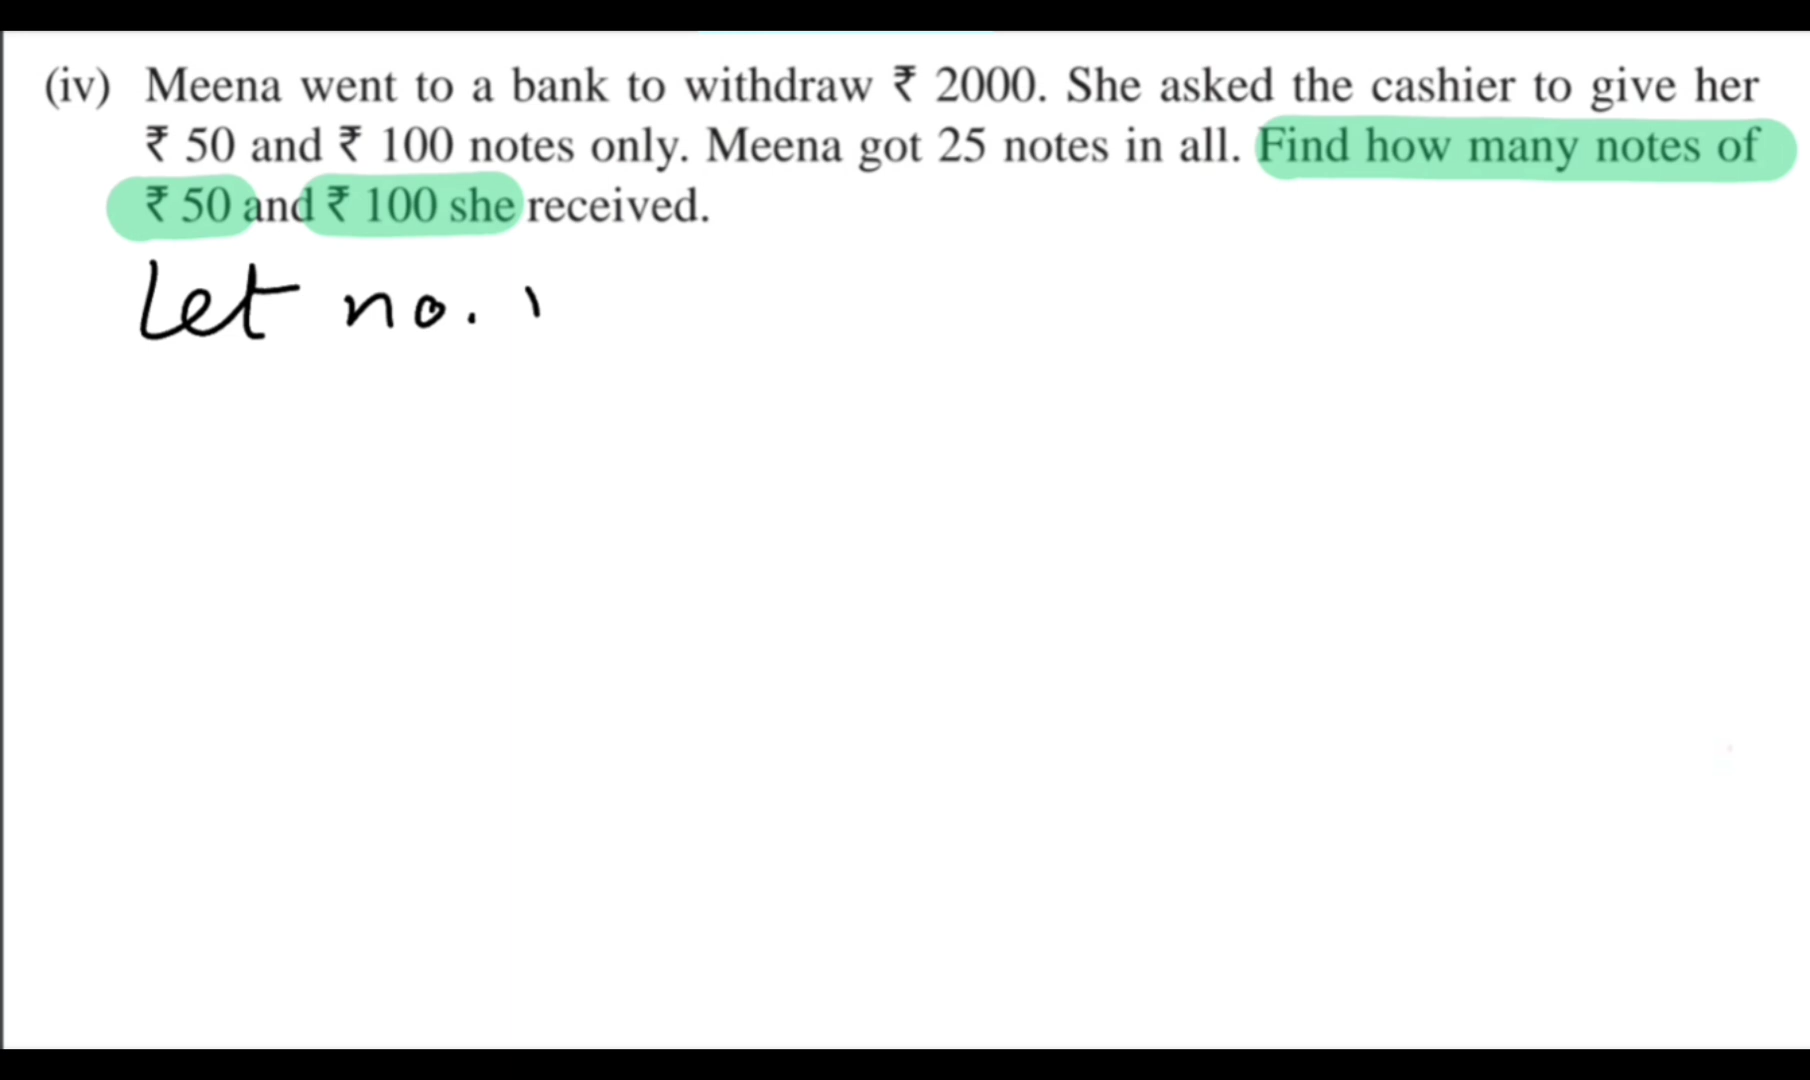 (iv) Meena went to a bank to withdraw ₹ 2000. She asked the cashier to give her
₹ 50 and ₹ 100 notes only. Meena got 25 notes in all. Find how many notes of
₹ 50 and ₹ 100 she received.
Let no.